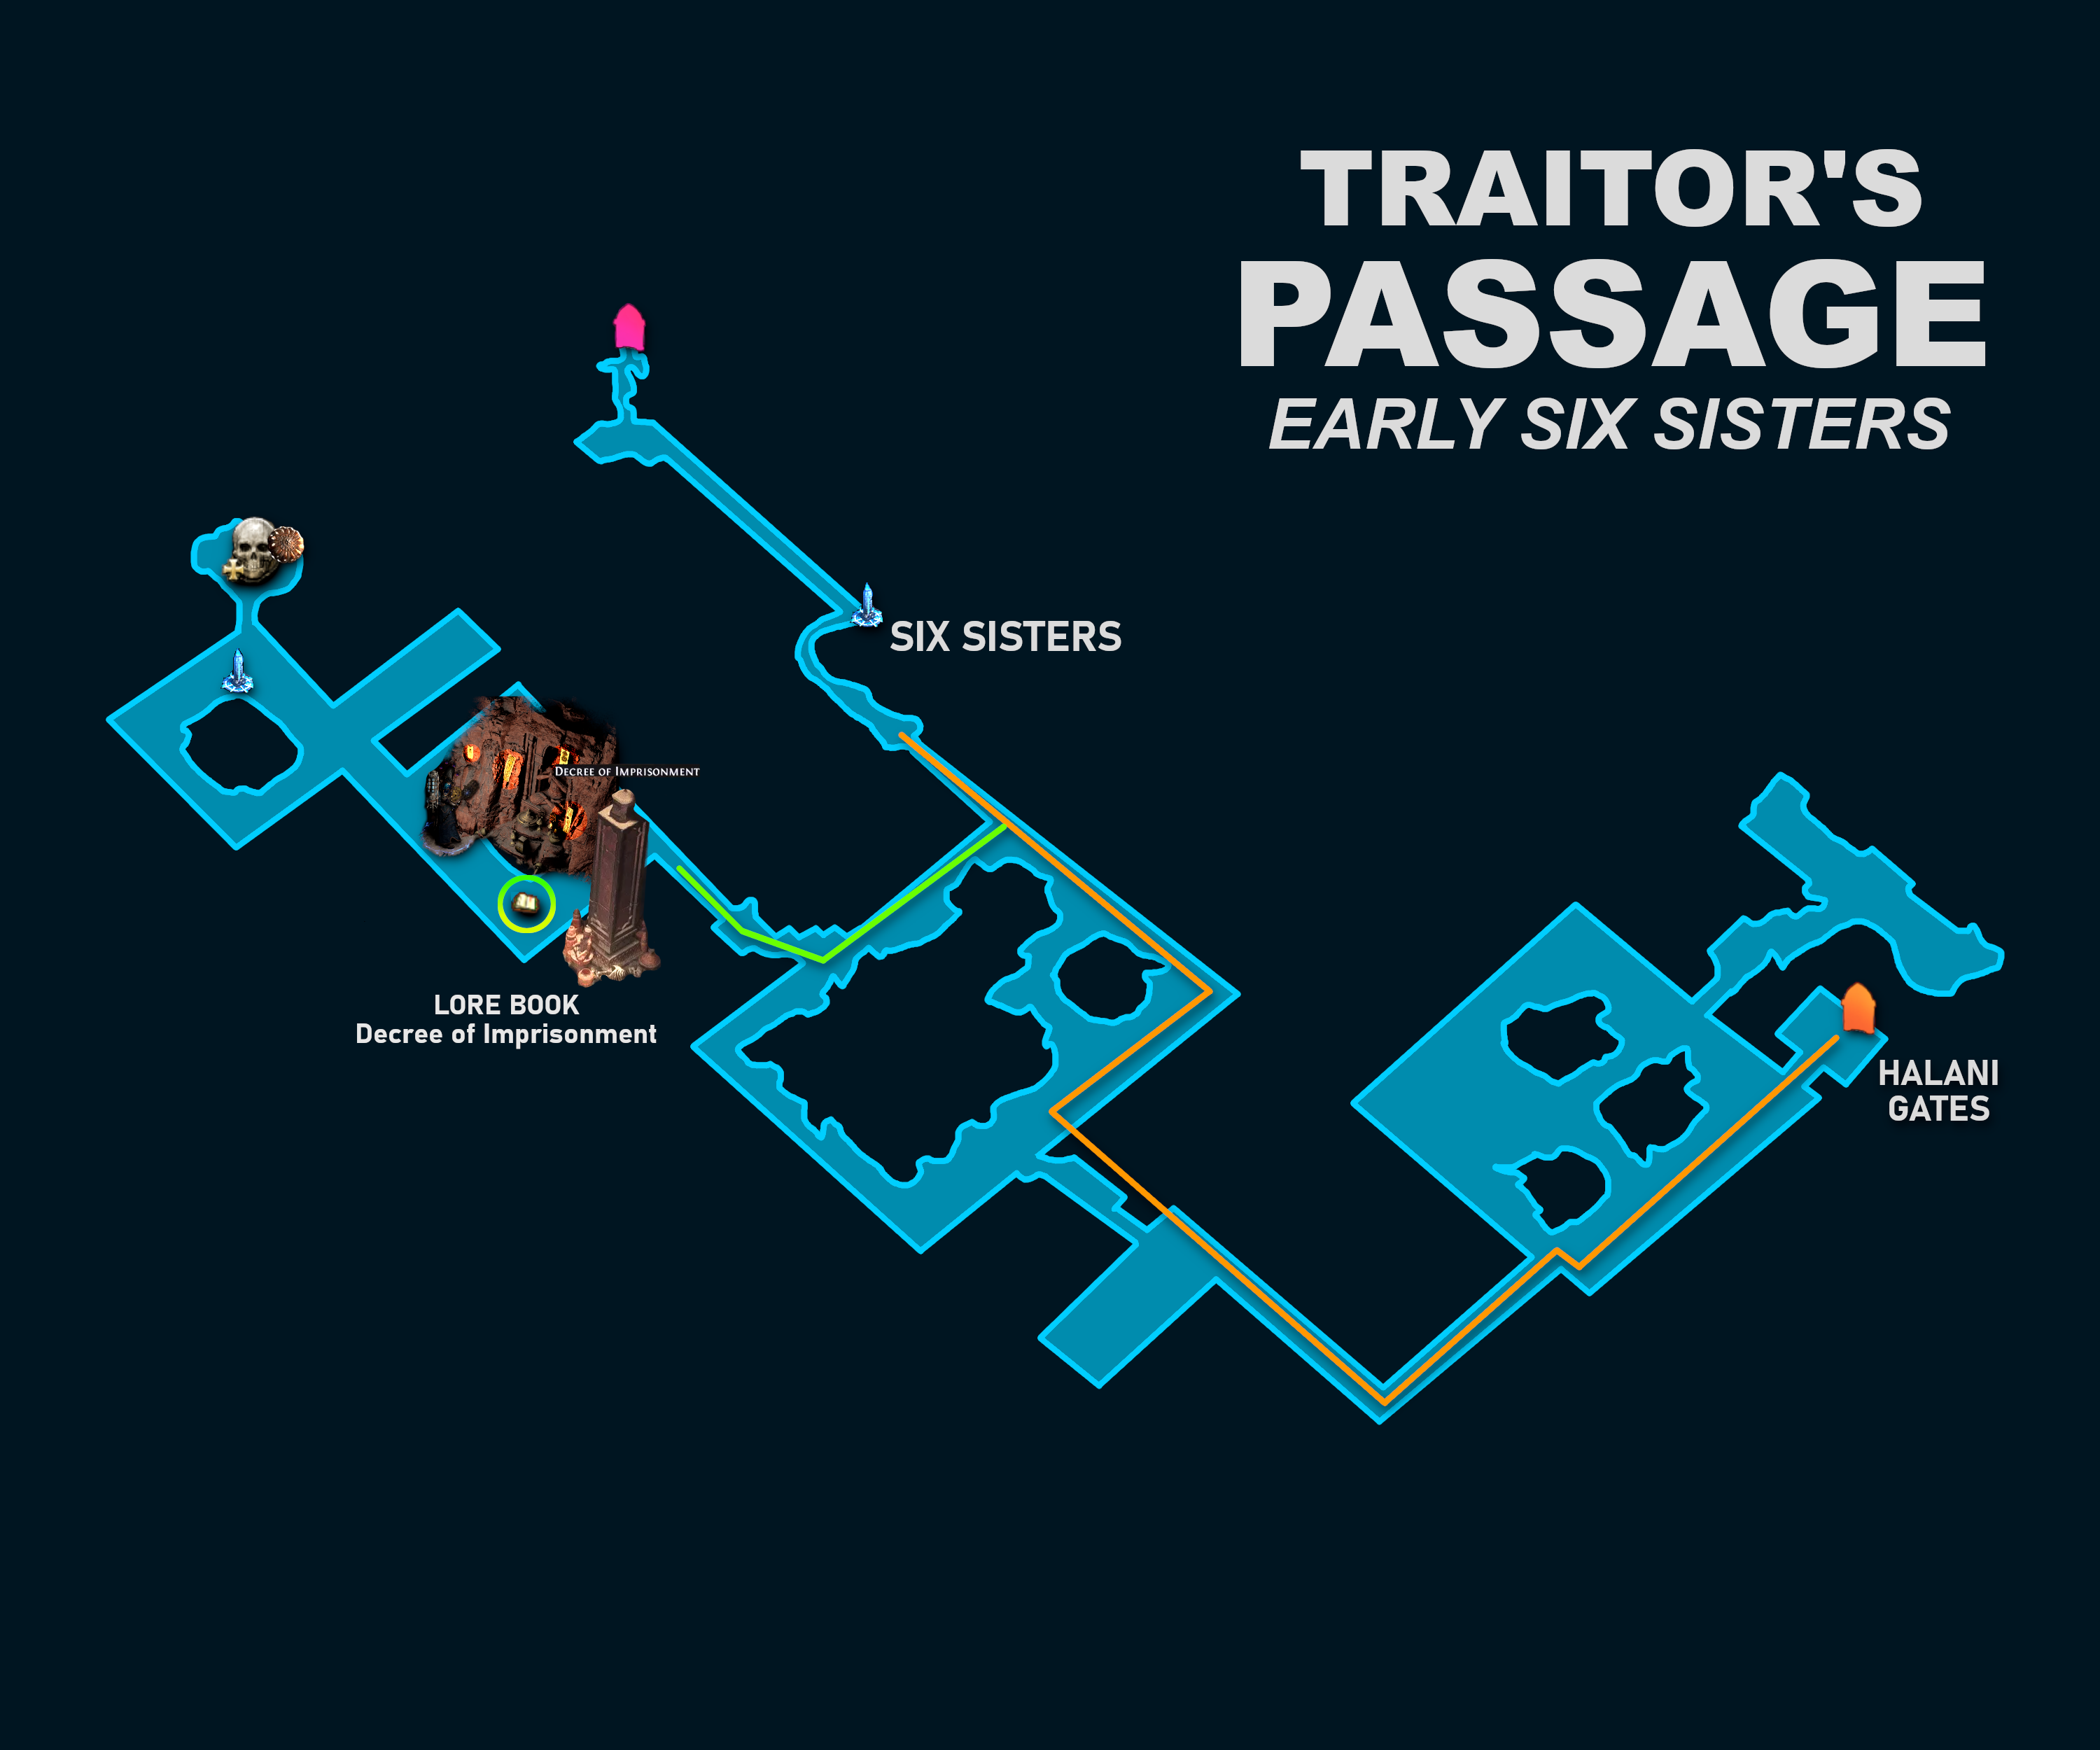 TRAITOR'S
PASSAGE
EARLY SIX SISTERS
SIX SISTERS
DECREE OF IMPRISONMENT
LORE BOOK
Decree of Imprisonment
HALANI
GATES